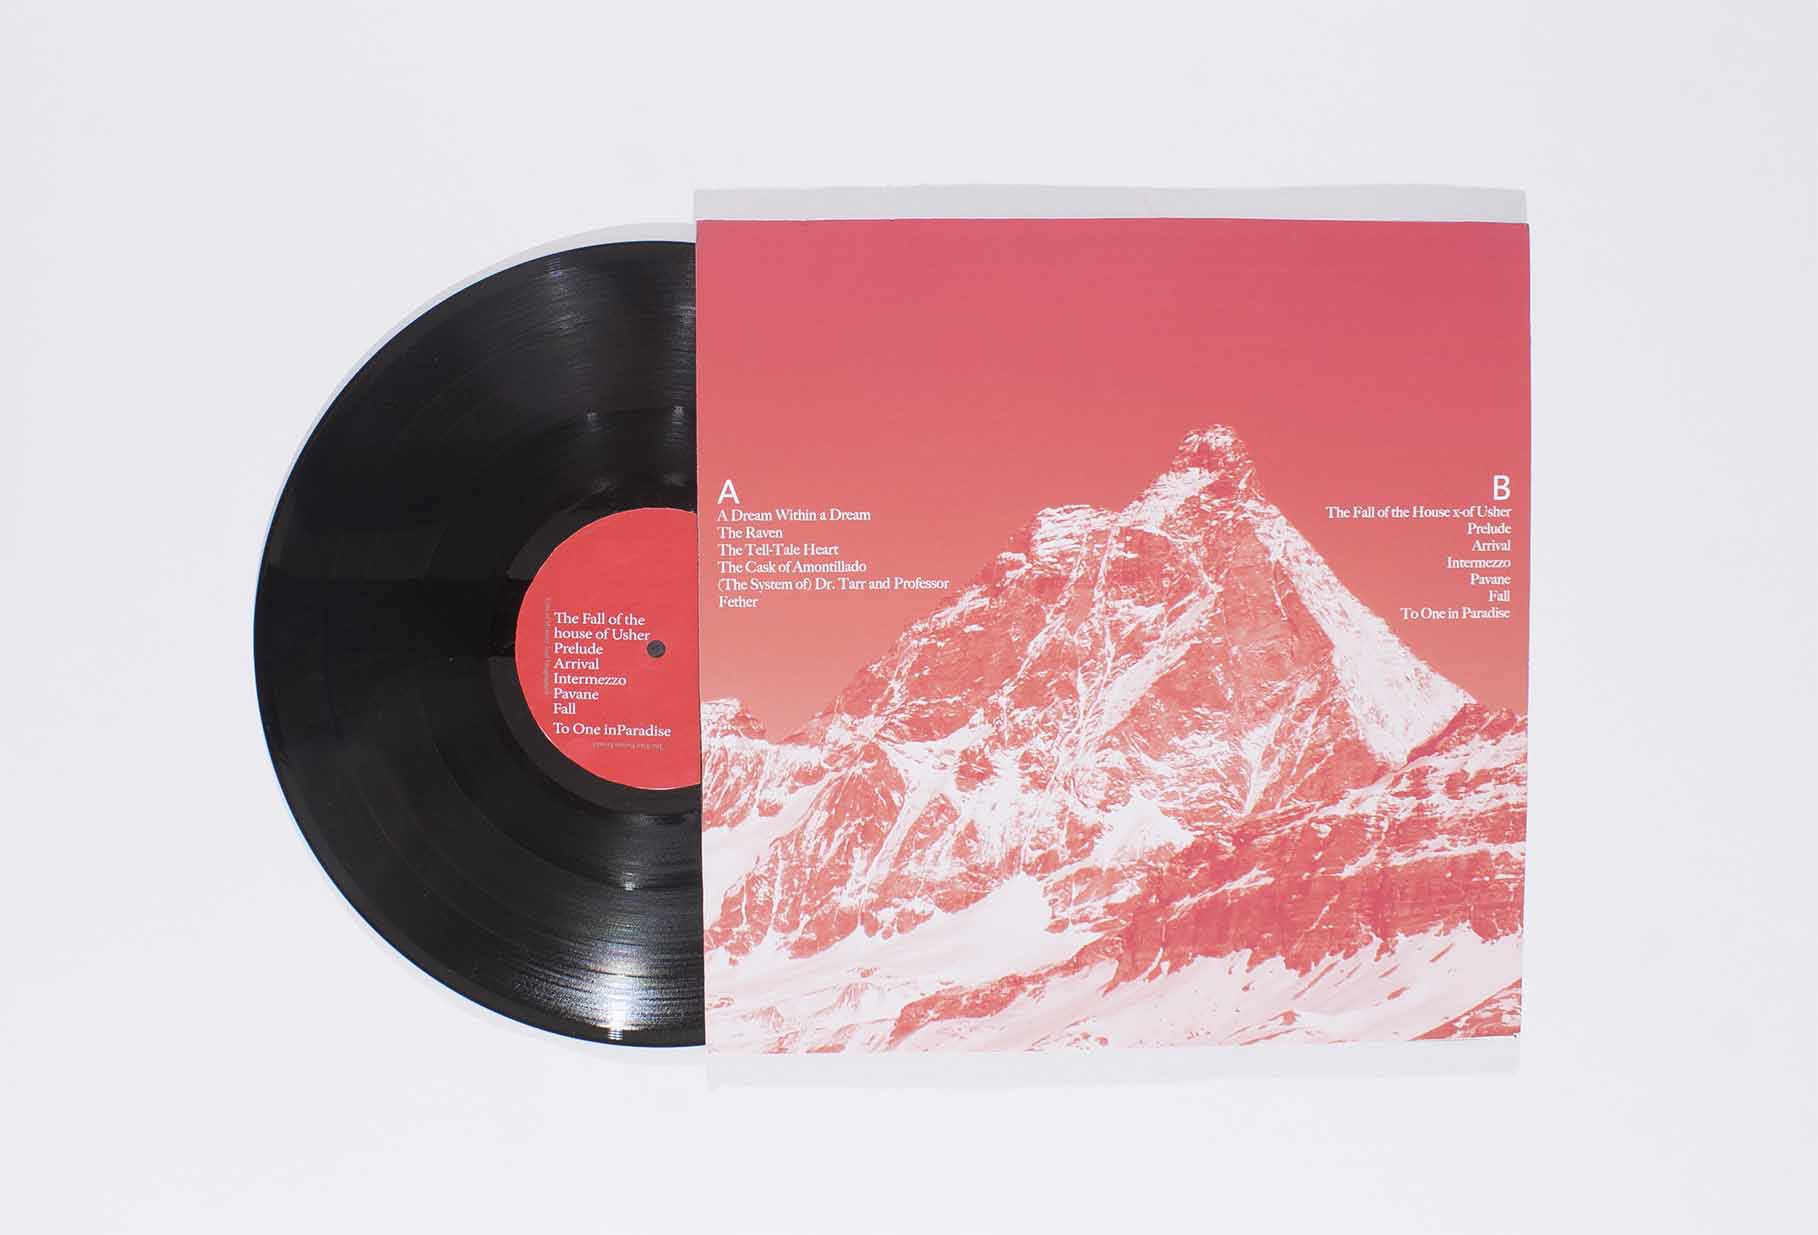 The Fall of the
house of Usher
Prelude
Arrival
Intermezzo
Pavane
Fall
To One inParadise
A
A Dream Within a Dream
The Raven
The Tell-Tale Heart
The Cask of Amontillado
(The System of) Dr. Tarr and Professor
Fether
B
The Fall of the House x-of Usher
Prelude
Arrival
Intermezzo
Pavane
Fall
To One in Paradise